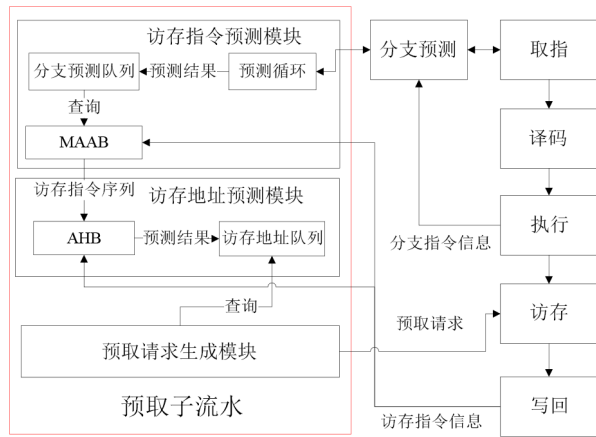 访存指令预测模块
分支预测队列
预测结果
预测循环
查询
MAAB
访存指令序列
访存地址预测模块
AHB
预测结果
访存地址队列
查询
预取请求生成模块
预取子流水
分支预测
取指
译码
执行
分支指令信息
预取请求
访存
访存指令信息
写回